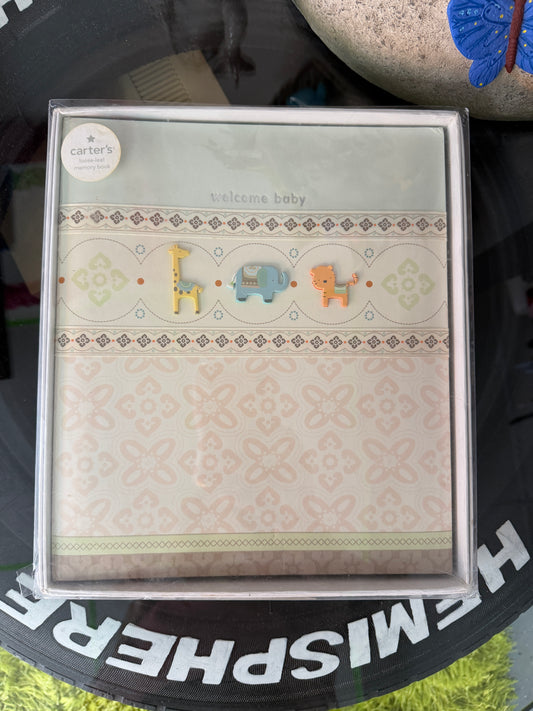 carter's
loose-leaf
memory book
welcome baby
HEMISPHERE